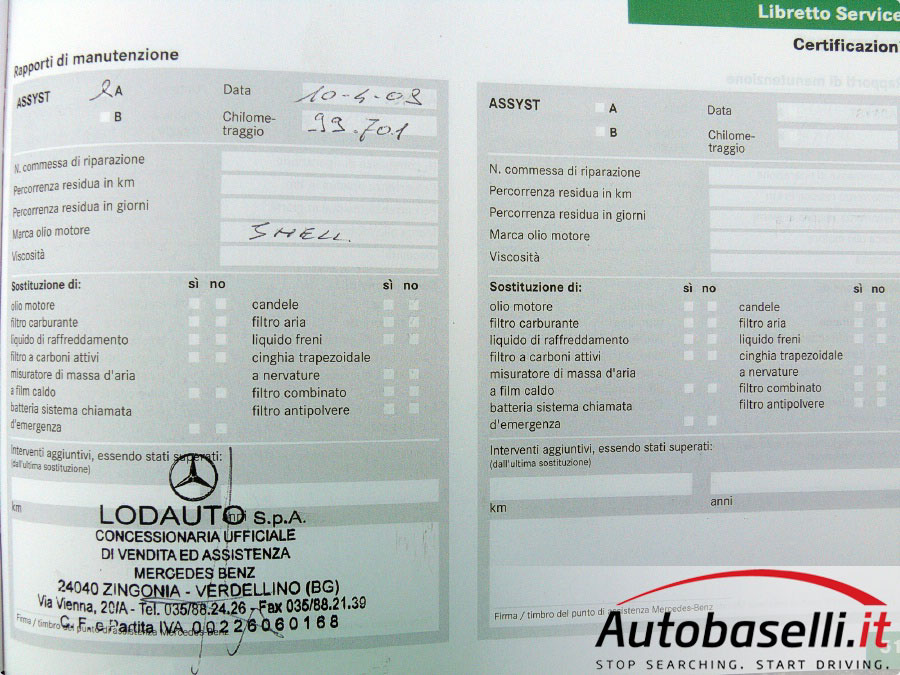 Libretto Service
Certificazion
Rapporti di manutenzione
ASSYST A
B
Data 10-4-03
Chilome-
traggio 99.701
N. commessa di riparazione
Percorrenza residua in km
Percorrenza residua in giorni
Marca olio motore SHELL
Viscosità
Sostituzione di: sì no sì no
olio motore candele
filtro carburante filtro aria
liquido di raffreddamento liquido freni
filtro a carboni attivi cinghia trapezoidale
misuratore di massa d'aria a nervature
a film caldo filtro combinato
batteria sistema chiamata filtro antipolvere
d'emergenza
Interventi aggiuntivi, essendo stati superati:
(dall'ultima sostituzione)
km anni
LODAUTO S.p.A.
CONCESSIONARIA UFFICIALE
DI VENDITA ED ASSISTENZA
MERCEDES BENZ
24040 ZINGONIA - VERDELLINO (BG)
Via Vienna, 20/A - Tel. 035/88.24.26 - Fax 035/88.21.39
C. F. e Partita IVA 00226060168
Firma / timbro del punto di assistenza Mercedes-Benz
ASSYST A
B
Data
Chilome-
traggio
N. commessa di riparazione
Percorrenza residua in km
Percorrenza residua in giorni
Marca olio motore
Viscosità
Sostituzione di: sì no sì no
olio motore candele
filtro carburante filtro aria
liquido di raffreddamento liquido freni
filtro a carboni attivi cinghia trapezoidale
misuratore di massa d'aria a nervature
a film caldo filtro combinato
batteria sistema chiamata filtro antipolvere
d'emergenza
Interventi aggiuntivi, essendo stati superati:
(dall'ultima sostituzione)
km anni
Firma / timbro del punto di assistenza Mercedes-Benz
Autobaselli.it
STOP SEARCHING. START DRIVING.